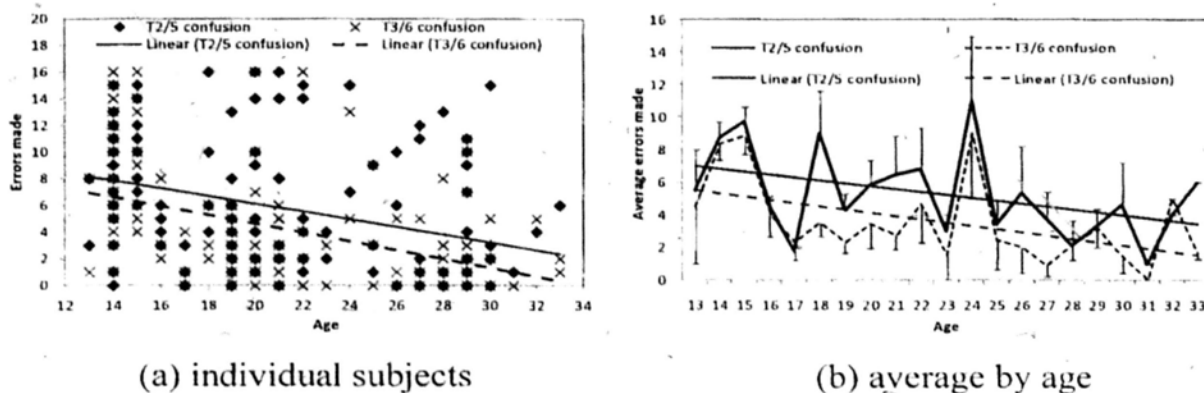 20
18
16
14
12
10
8
6
4
2
0
Errors made
◆ T2/5 confusion
× T3/6 confusion
Linear (T2/5 confusion)
Linear (T3/6 confusion)
12 14 16 18 20 22 24 26 28 30 32 34
Age
(a) individual subjects
16
14
12
10
8
6
4
2
0
Average errors made
T2/5 confusion
T3/6 confusion
Linear (T2/5 confusion)
Linear (T3/6 confusion)
13 14 15 16 17 18 19 20 21 22 23 24 25 26 27 28 29 30 31 32 33
Age
(b) average by age